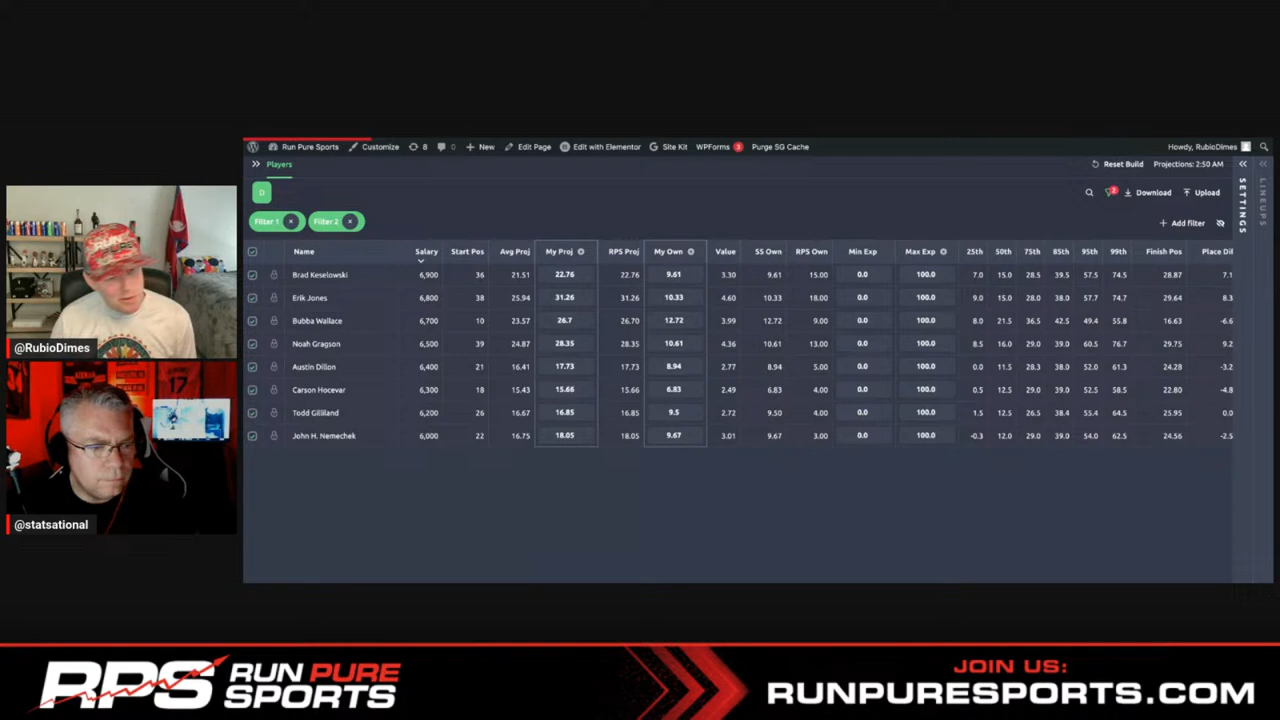 Run Pure Sports Customize 8 0 New Edit Page Edit with Elementor Site Kit WPForms 3 Purge SG Cache Howdy, RubioDimes
Players Reset Build Projections: 2:50 AM
D 2 Download Upload
Filter 1 × Filter 2 × + Add filter
SETTINGS
LINEUPS
Name Salary Start Pos Avg Proj My Proj RPS Proj My Own Value SS Own RPS Own Min Exp Max Exp 25th 50th 75th 85th 95th 99th Finish Pos Place Dif
Brad Keselowski 6,900 36 21.51 22.76 22.76 9.61 3.30 9.61 15.00 0.0 100.0 7.0 15.0 28.5 39.5 57.5 74.5 28.87 7.1
Erik Jones 6,800 38 25.94 31.26 31.26 10.33 4.60 10.33 18.00 0.0 100.0 9.0 15.0 28.0 38.0 57.7 74.7 29.64 8.3
Bubba Wallace 6,700 10 23.57 26.7 26.70 12.72 3.99 12.72 9.00 0.0 100.0 8.0 21.5 36.5 42.5 49.4 55.8 16.63 -6.6
Noah Gragson 6,500 39 24.87 28.35 28.35 10.61 4.36 10.61 13.00 0.0 100.0 8.5 16.0 29.0 40.0 60.5 76.7 29.75 9.2
Austin Dillon 6,400 21 16.41 17.73 17.73 8.94 2.77 8.94 5.00 0.0 100.0 0.0 11.5 28.3 38.0 52.0 61.3 24.28 -3.2
Carson Hocevar 6,300 18 15.43 15.66 15.66 6.83 2.49 6.83 4.00 0.0 100.0 0.5 12.5 27.0 39.0 52.5 58.5 22.80 -4.8
Todd Gilliland 6,200 26 16.67 16.85 16.85 9.5 2.72 9.50 4.00 0.0 100.0 1.5 12.5 26.5 38.4 55.4 64.5 25.95 0.0
John H. Nemechek 6,000 22 16.75 18.05 18.05 9.67 3.01 9.67 3.00 0.0 100.0 -0.3 12.0 29.0 39.0 54.0 62.5 24.56 -2.5
@RubioDimes
17
@statsational
RPS RUN PURE SPORTS
JOIN US:
RUNPURESPORTS.COM